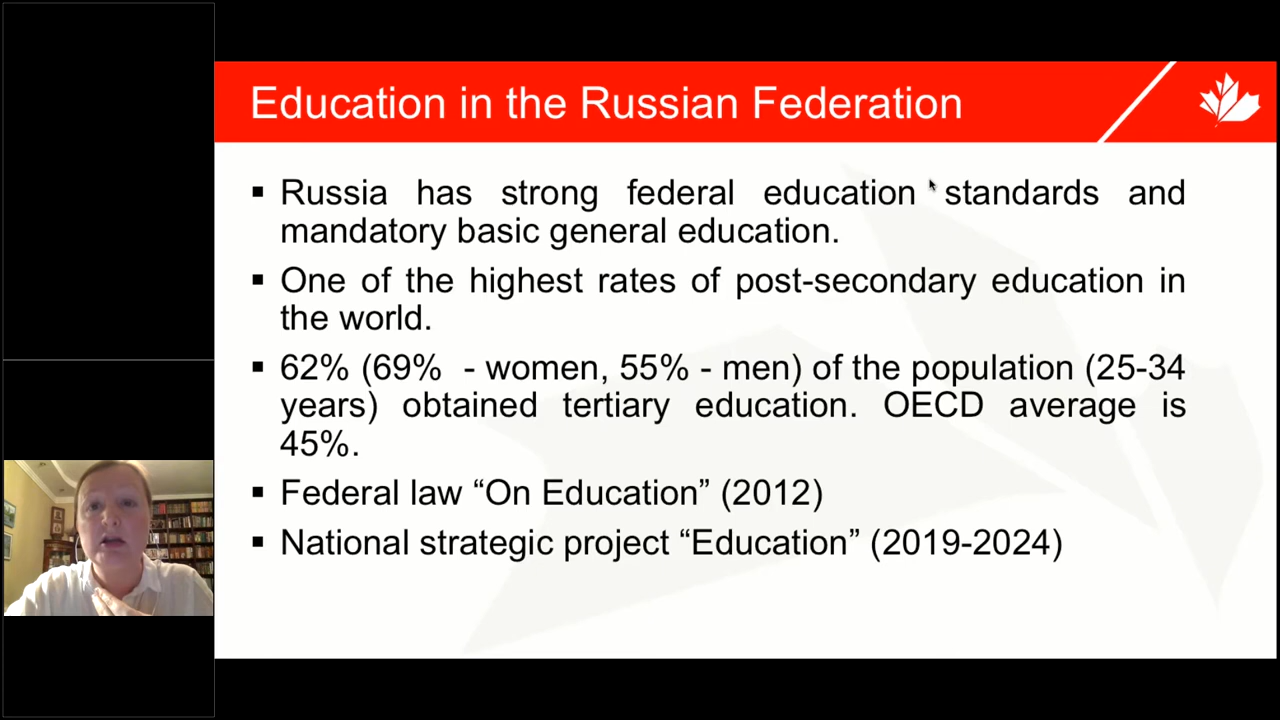 Education in the Russian Federation
▪ Russia has strong federal education standards and
mandatory basic general education.
▪ One of the highest rates of post-secondary education in
the world.
▪ 62% (69%  - women, 55% - men) of the population (25-34
years) obtained tertiary education. OECD average is
45%.
▪ Federal law “On Education” (2012)
▪ National strategic project “Education” (2019-2024)